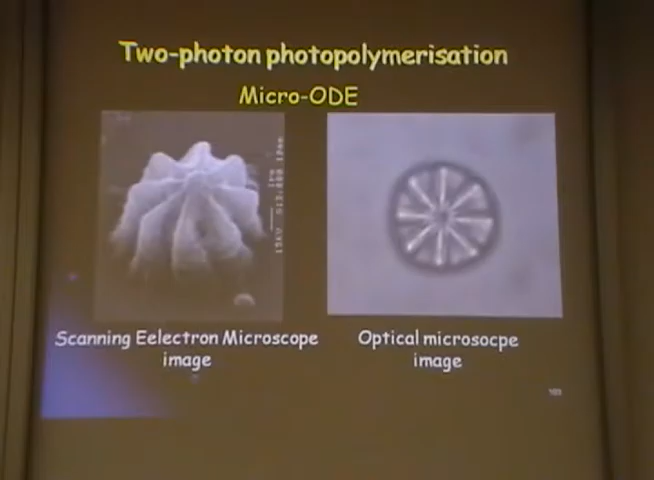 Two-photon photopolymerisation
Micro-ODE
Scanning Eelectron Microscope
image
Optical microsocpe
image